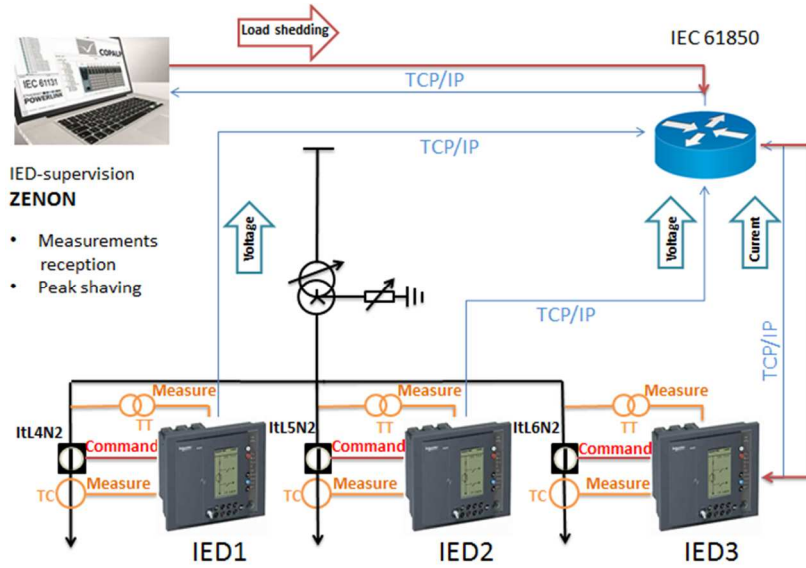 Load shedding
IEC 61850
COPALP
IEC 61131
POWERLINK
TCP/IP
TCP/IP
IED-supervision
ZENON
• Measurements
reception
• Peak shaving
Voltage
Voltage
Current
TCP/IP
TCP/IP
Measure
TT
ItL4N2
Command
Measure
TC
Measure
TT
ItL5N2
Command
Measure
TC
Measure
TT
ItL6N2
Command
Measure
TC
IED1
IED2
IED3